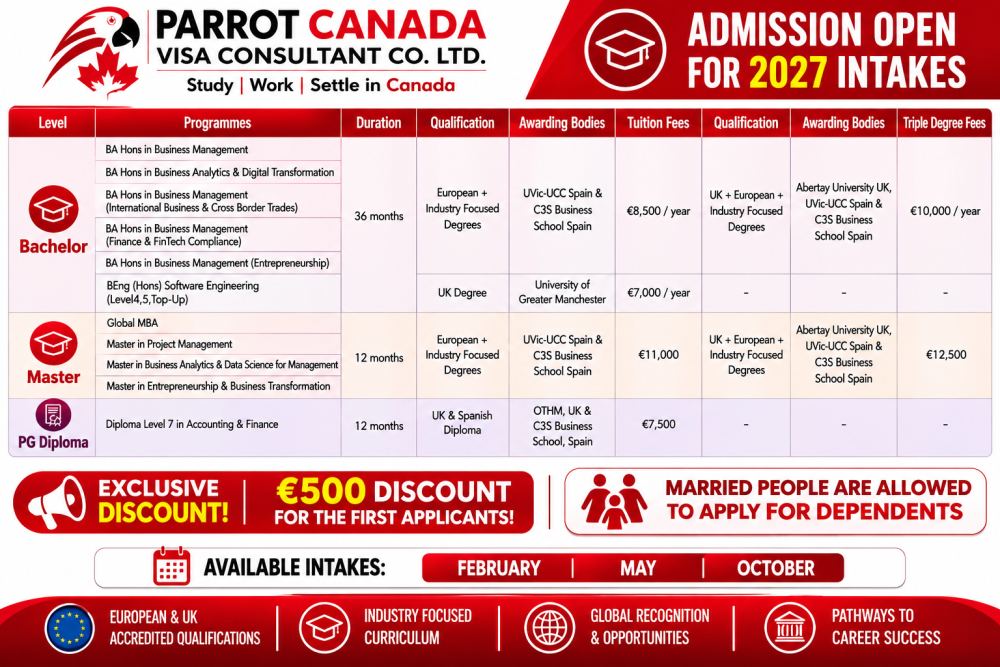 PARROT CANADA
VISA CONSULTANT CO. LTD.
Study | Work | Settle in Canada
ADMISSION OPEN
FOR 2027 INTAKES
Level
Programmes
Duration
Qualification
Awarding Bodies
Tuition Fees
Qualification
Awarding Bodies
Triple Degree Fees
Bachelor
BA Hons in Business Management
BA Hons in Business Analytics & Digital Transformation
BA Hons in Business Management
(International Business & Cross Border Trades)
BA Hons in Business Management
(Finance & FinTech Compliance)
BA Hons in Business Management (Entrepreneurship)
BEng (Hons) Software Engineering
(Level4,5,Top-Up)
36 months
European +
Industry Focused
Degrees
UVic-UCC Spain &
C3S Business
School Spain
€8,500 / year
UK + European +
Industry Focused
Degrees
Abertay University UK,
UVic-UCC Spain &
C3S Business
School Spain
€10,000 / year
UK Degree
University of
Greater Manchester
€7,000 / year
–
–
–
Master
Global MBA
Master in Project Management
Master in Business Analytics & Data Science for Management
Master in Entrepreneurship & Business Transformation
12 months
European +
Industry Focused
Degrees
UVic-UCC Spain &
C3S Business
School Spain
€11,000
UK + European +
Industry Focused
Degrees
Abertay University UK,
UVic-UCC Spain &
C3S Business
School Spain
€12,500
PG Diploma
Diploma Level 7 in Accounting & Finance
12 months
UK & Spanish
Diploma
OTHM, UK &
C3S Business
School, Spain
€7,500
–
–
–
EXCLUSIVE
DISCOUNT!
€500 DISCOUNT
FOR THE FIRST APPLICANTS!
MARRIED PEOPLE ARE ALLOWED
TO APPLY FOR DEPENDENTS
AVAILABLE INTAKES:
FEBRUARY | MAY | OCTOBER
EUROPEAN & UK
ACCREDITED QUALIFICATIONS
INDUSTRY FOCUSED
CURRICULUM
GLOBAL RECOGNITION
& OPPORTUNITIES
PATHWAYS TO
CAREER SUCCESS